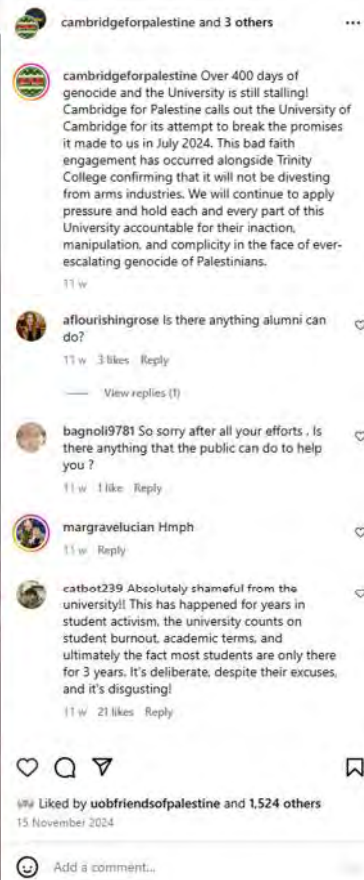 cambridgeforpalestine and 3 others
cambridgeforpalestine Over 400 days of
genocide and the University is still stalling!
Cambridge for Palestine calls out the University of
Cambridge for its attempt to break the promises
it made to us in July 2024. This bad faith
engagement has occurred alongside Trinity
College confirming that it will not be divesting
from arms industries. We will continue to apply
pressure and hold each and every part of this
University accountable for their inaction,
manipulation, and complicity in the face of ever-
escalating genocide of Palestinians.
11 w
aflourishingrose Is there anything alumni can
do?
11 w 3 likes Reply
View replies (1)
bagnoli9781 So sorry after all your efforts . Is
there anything that the public can do to help
you ?
11 w 1 like Reply
margravelucian Hmph
11 w Reply
catbot239 Absolutely shameful from the
university!! This has happened for years in
student activism, the university counts on
student burnout, academic terms, and
ultimately the fact most students are only there
for 3 years. It's deliberate, despite their excuses,
and it's disgusting!
11 w 21 likes Reply
Liked by uobfriendsofpalestine and 1,524 others
15 November 2024
Add a comment...